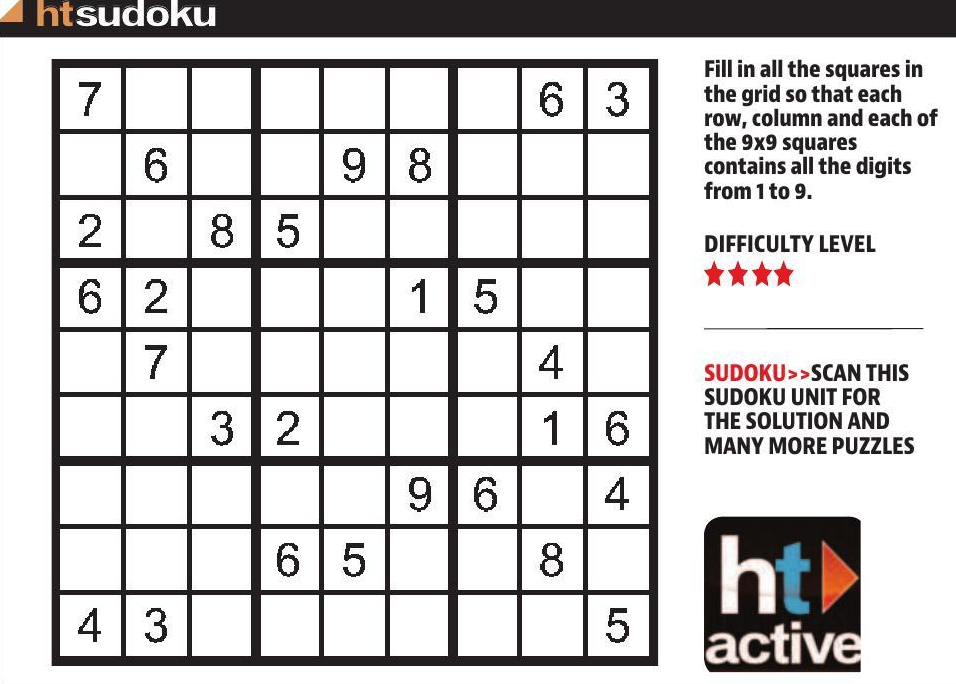 htsudoku
7 6 3
6 9 8
2 8 5
6 2 1 5
7 4
3 2 1 6
9 6 4
6 5 8
4 3 5
Fill in all the squares in
the grid so that each
row, column and each of
the 9x9 squares
contains all the digits
from 1 to 9.
DIFFICULTY LEVEL
SUDOKU>>SCAN THIS
SUDOKU UNIT FOR
THE SOLUTION AND
MANY MORE PUZZLES
ht
active